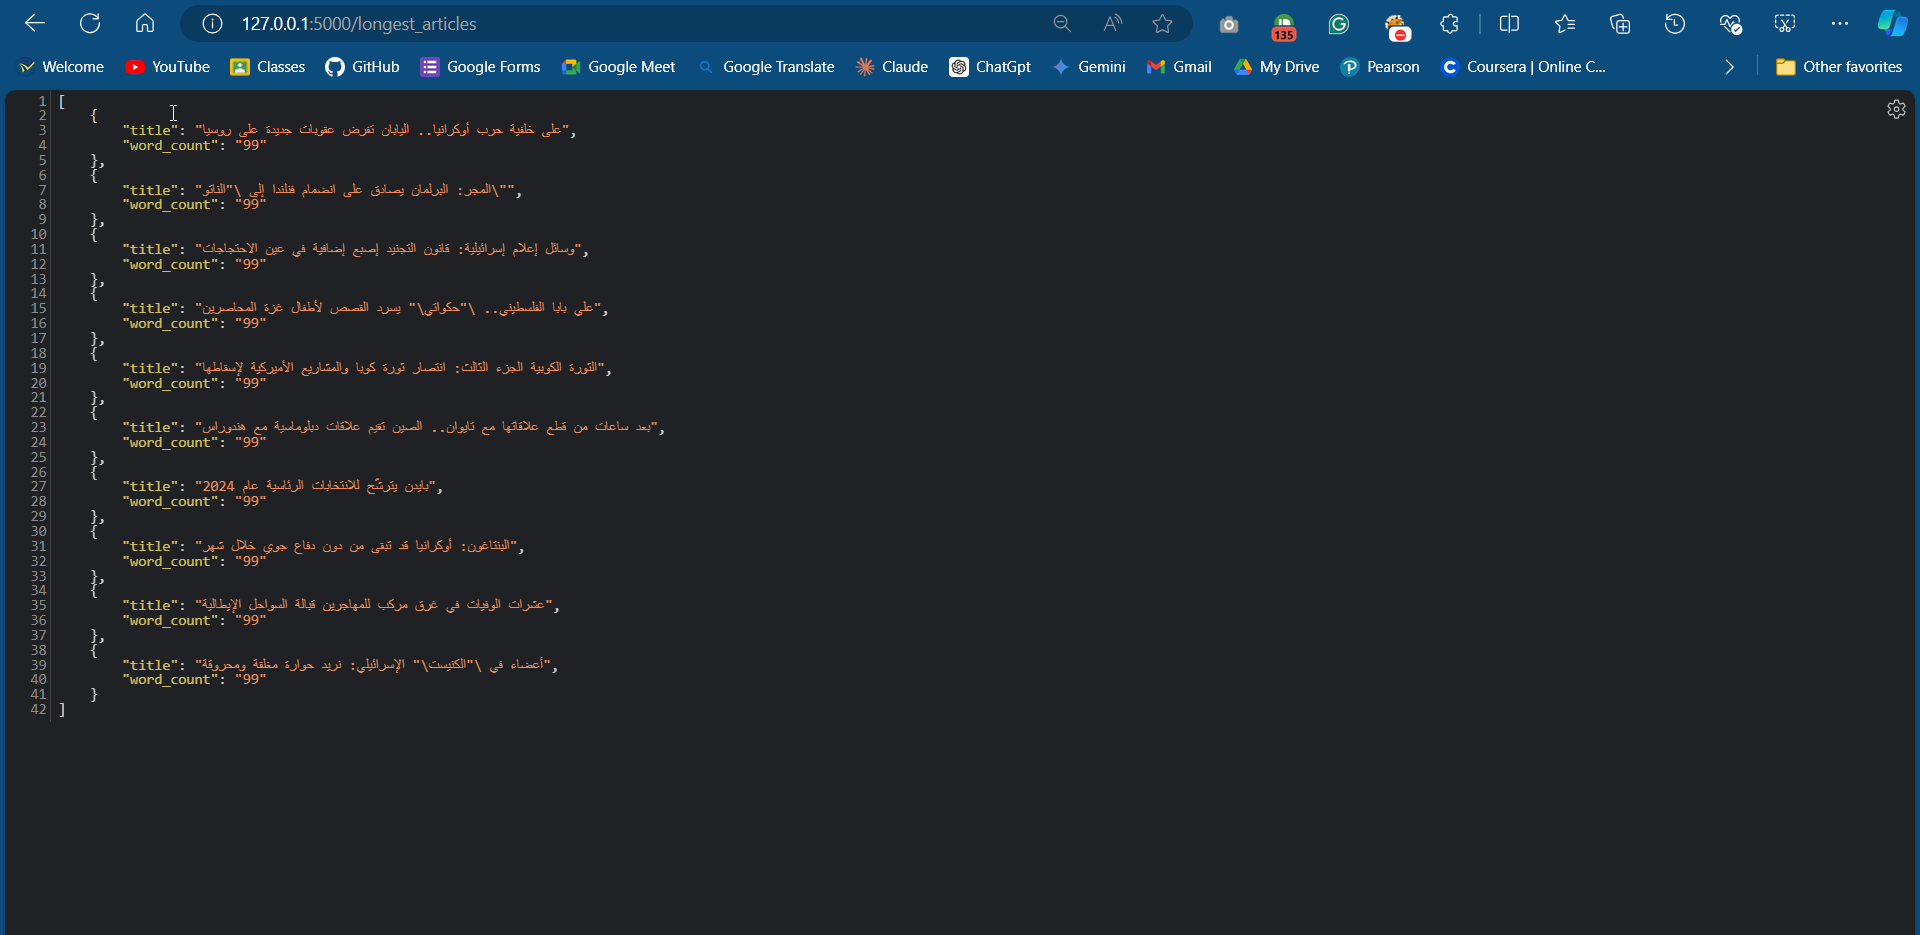 127.0.0.1:5000/longest_articles
135
Welcome YouTube Classes GitHub Google Forms Google Meet Google Translate Claude ChatGpt Gemini Gmail My Drive Pearson Coursera | Online C... Other favorites
1 [
2 {
3 "title": "على خلفية حرب أوكرانيا.. اليابان تفرض عقوبات جديدة على روسيا",
4 "word_count": "99"
5 },
6 {
7 "title": "المجر: البرلمان يصادق على انضمام فنلندا إلى \"الناتو\"",
8 "word_count": "99"
9 },
10 {
11 "title": "وسائل إعلام إسرائيلية: قانون التجنيد إصبع إضافية في عين الاحتجاجات",
12 "word_count": "99"
13 },
14 {
15 "title": "علي بابا الفلسطيني.. \"حكواتي\" يسرد القصص لأطفال غزة المحاصرين",
16 "word_count": "99"
17 },
18 {
19 "title": "الثورة الكوبية الجزء الثالث: انتصار ثورة كوبا والمشاريع الأميركية لإسقاطها",
20 "word_count": "99"
21 },
22 {
23 "title": "بعد ساعات من قطع علاقاتها مع تايوان.. الصين تقيم علاقات دبلوماسية مع هندوراس",
24 "word_count": "99"
25 },
26 {
27 "title": "بايدن يترشّح للانتخابات الرئاسية عام 2024",
28 "word_count": "99"
29 },
30 {
31 "title": "البنتاغون: أوكرانيا قد تبقى من دون دفاع جوي خلال شهر",
32 "word_count": "99"
33 },
34 {
35 "title": "عشرات الوفيات في غرق مركب للمهاجرين قبالة السواحل الإيطالية",
36 "word_count": "99"
37 },
38 {
39 "title": "أعضاء في \"الكنيست\" الإسرائيلي: نريد حوارة مغلقة ومحروقة",
40 "word_count": "99"
41 }
42 ]